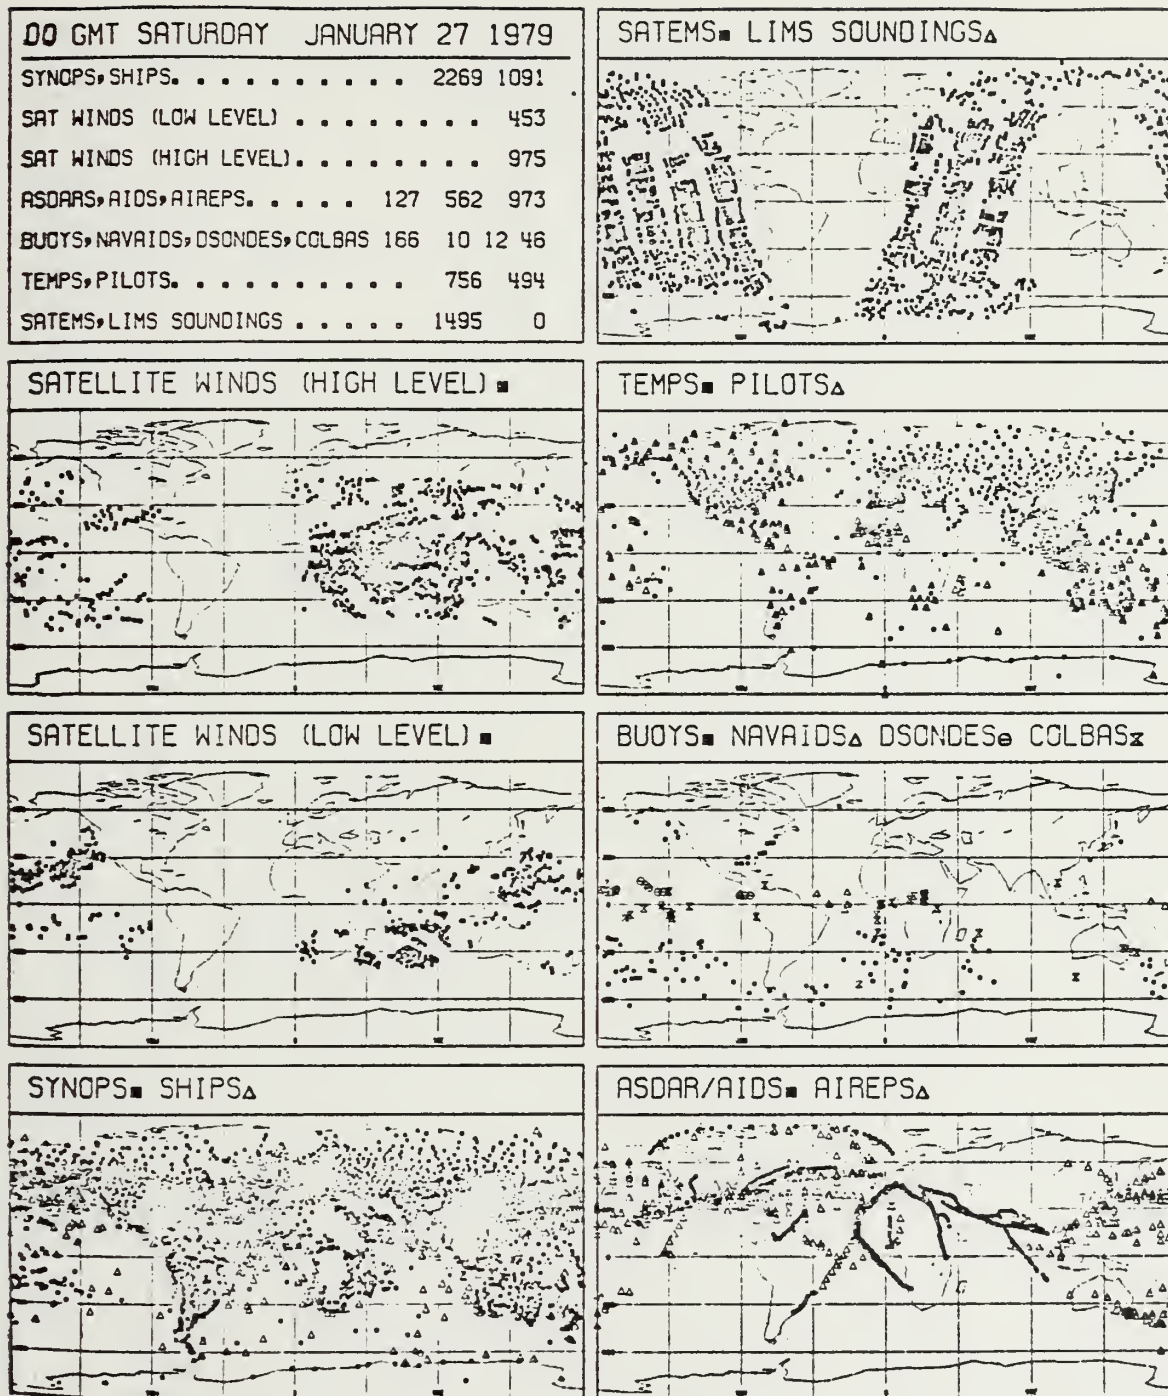 00 GMT SATURDAY JANUARY 27 1979
SYNOPS,SHIPS. . . . . . . . . . 2269 1091
SAT WINDS (LOW LEVEL) . . . . . . . . 453
SAT WINDS (HIGH LEVEL). . . . . . . . 975
ASDARS,AIDS,AIREPS. . . . . 127 562 973
BUOYS,NAVAIDS,DSONDES,COLBAS 166 10 12 46
TEMPS,PILOTS. . . . . . . . . . 756 494
SATEMS,LIMS SOUNDINGS . . . . . 1495 0
SATEMS■ LIMS SOUNDINGS△
SATELLITE WINDS (HIGH LEVEL)■
TEMPS■ PILOTS△
SATELLITE WINDS (LOW LEVEL)■
BUOYS■ NAVAIDS△ DSONDES⊖ COLBAS⧖
SYNOPS■ SHIPS△
ASDAR/AIDS■ AIREPS△